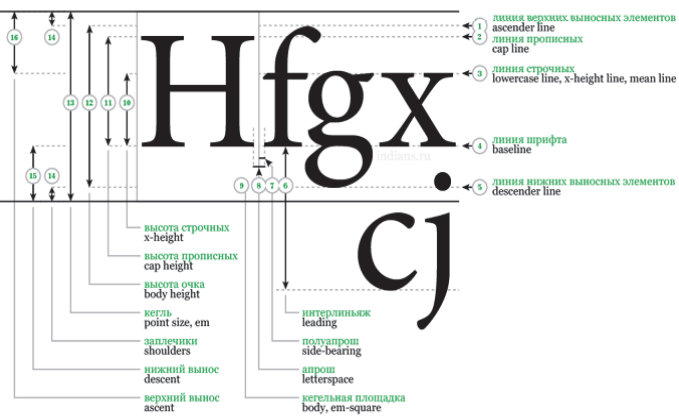 линия верхних выносных элементов
ascender line
линия прописных
cap line
линия строчных
lowercase line, x-height line, mean line
линия шрифта
baseline
линия нижних выносных элементов
descender line
1
2
3
4
5
16
14
13
12
11
10
15
14
9
8
7
6
Hfgx
indians.ru
cj
высота строчных
x-height
высота прописных
cap height
высота очка
body height
кегль
point size, em
заплечики
shoulders
нижний вынос
descent
верхний вынос
ascent
интерлиньяж
leading
полуапрош
side-bearing
апрош
letterspace
кегельная площадка
body, em-square